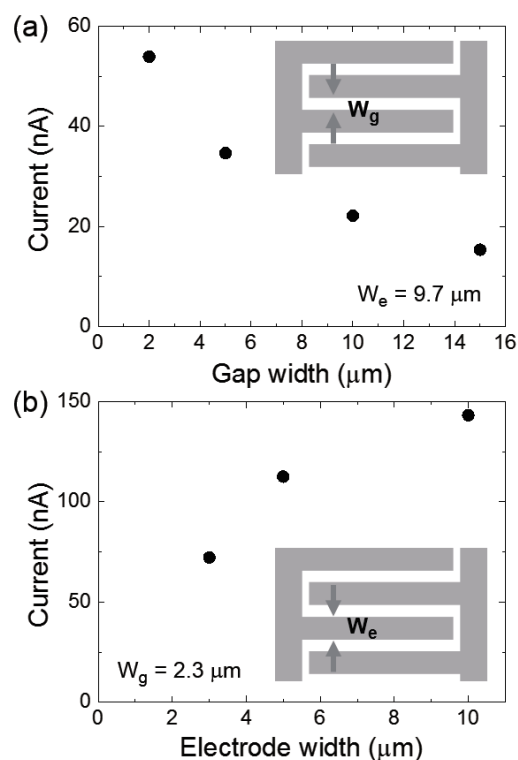 (a)
60
40
20
0
Current (nA)
W_g
W_e = 9.7 μm
0 2 4 6 8 10 12 14 16
Gap width (μm)
(b)
150
100
50
0
Current (nA)
W_e
W_g = 2.3 μm
0 2 4 6 8 10
Electrode width (μm)